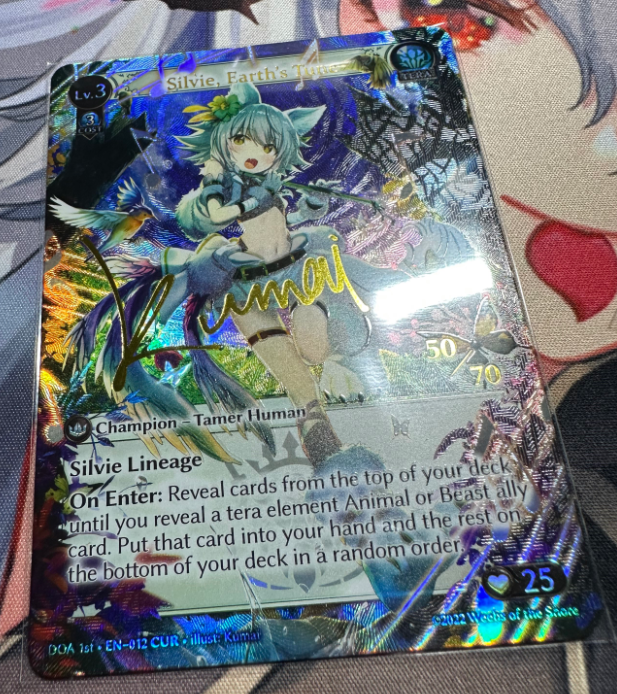 Silvie, Earth's Tune
Lv.3
TERA
3
COST
Kumai
50/70
Champion – Tamer Human
Silvie Lineage
On Enter: Reveal cards from the top of your deck
until you reveal a tera element Animal or Beast ally
card. Put that card into your hand and the rest on
the bottom of your deck in a random order.
25
DOA 1st • EN-012 CUR • illust: Kumai
©2022 Weebs of the Shore